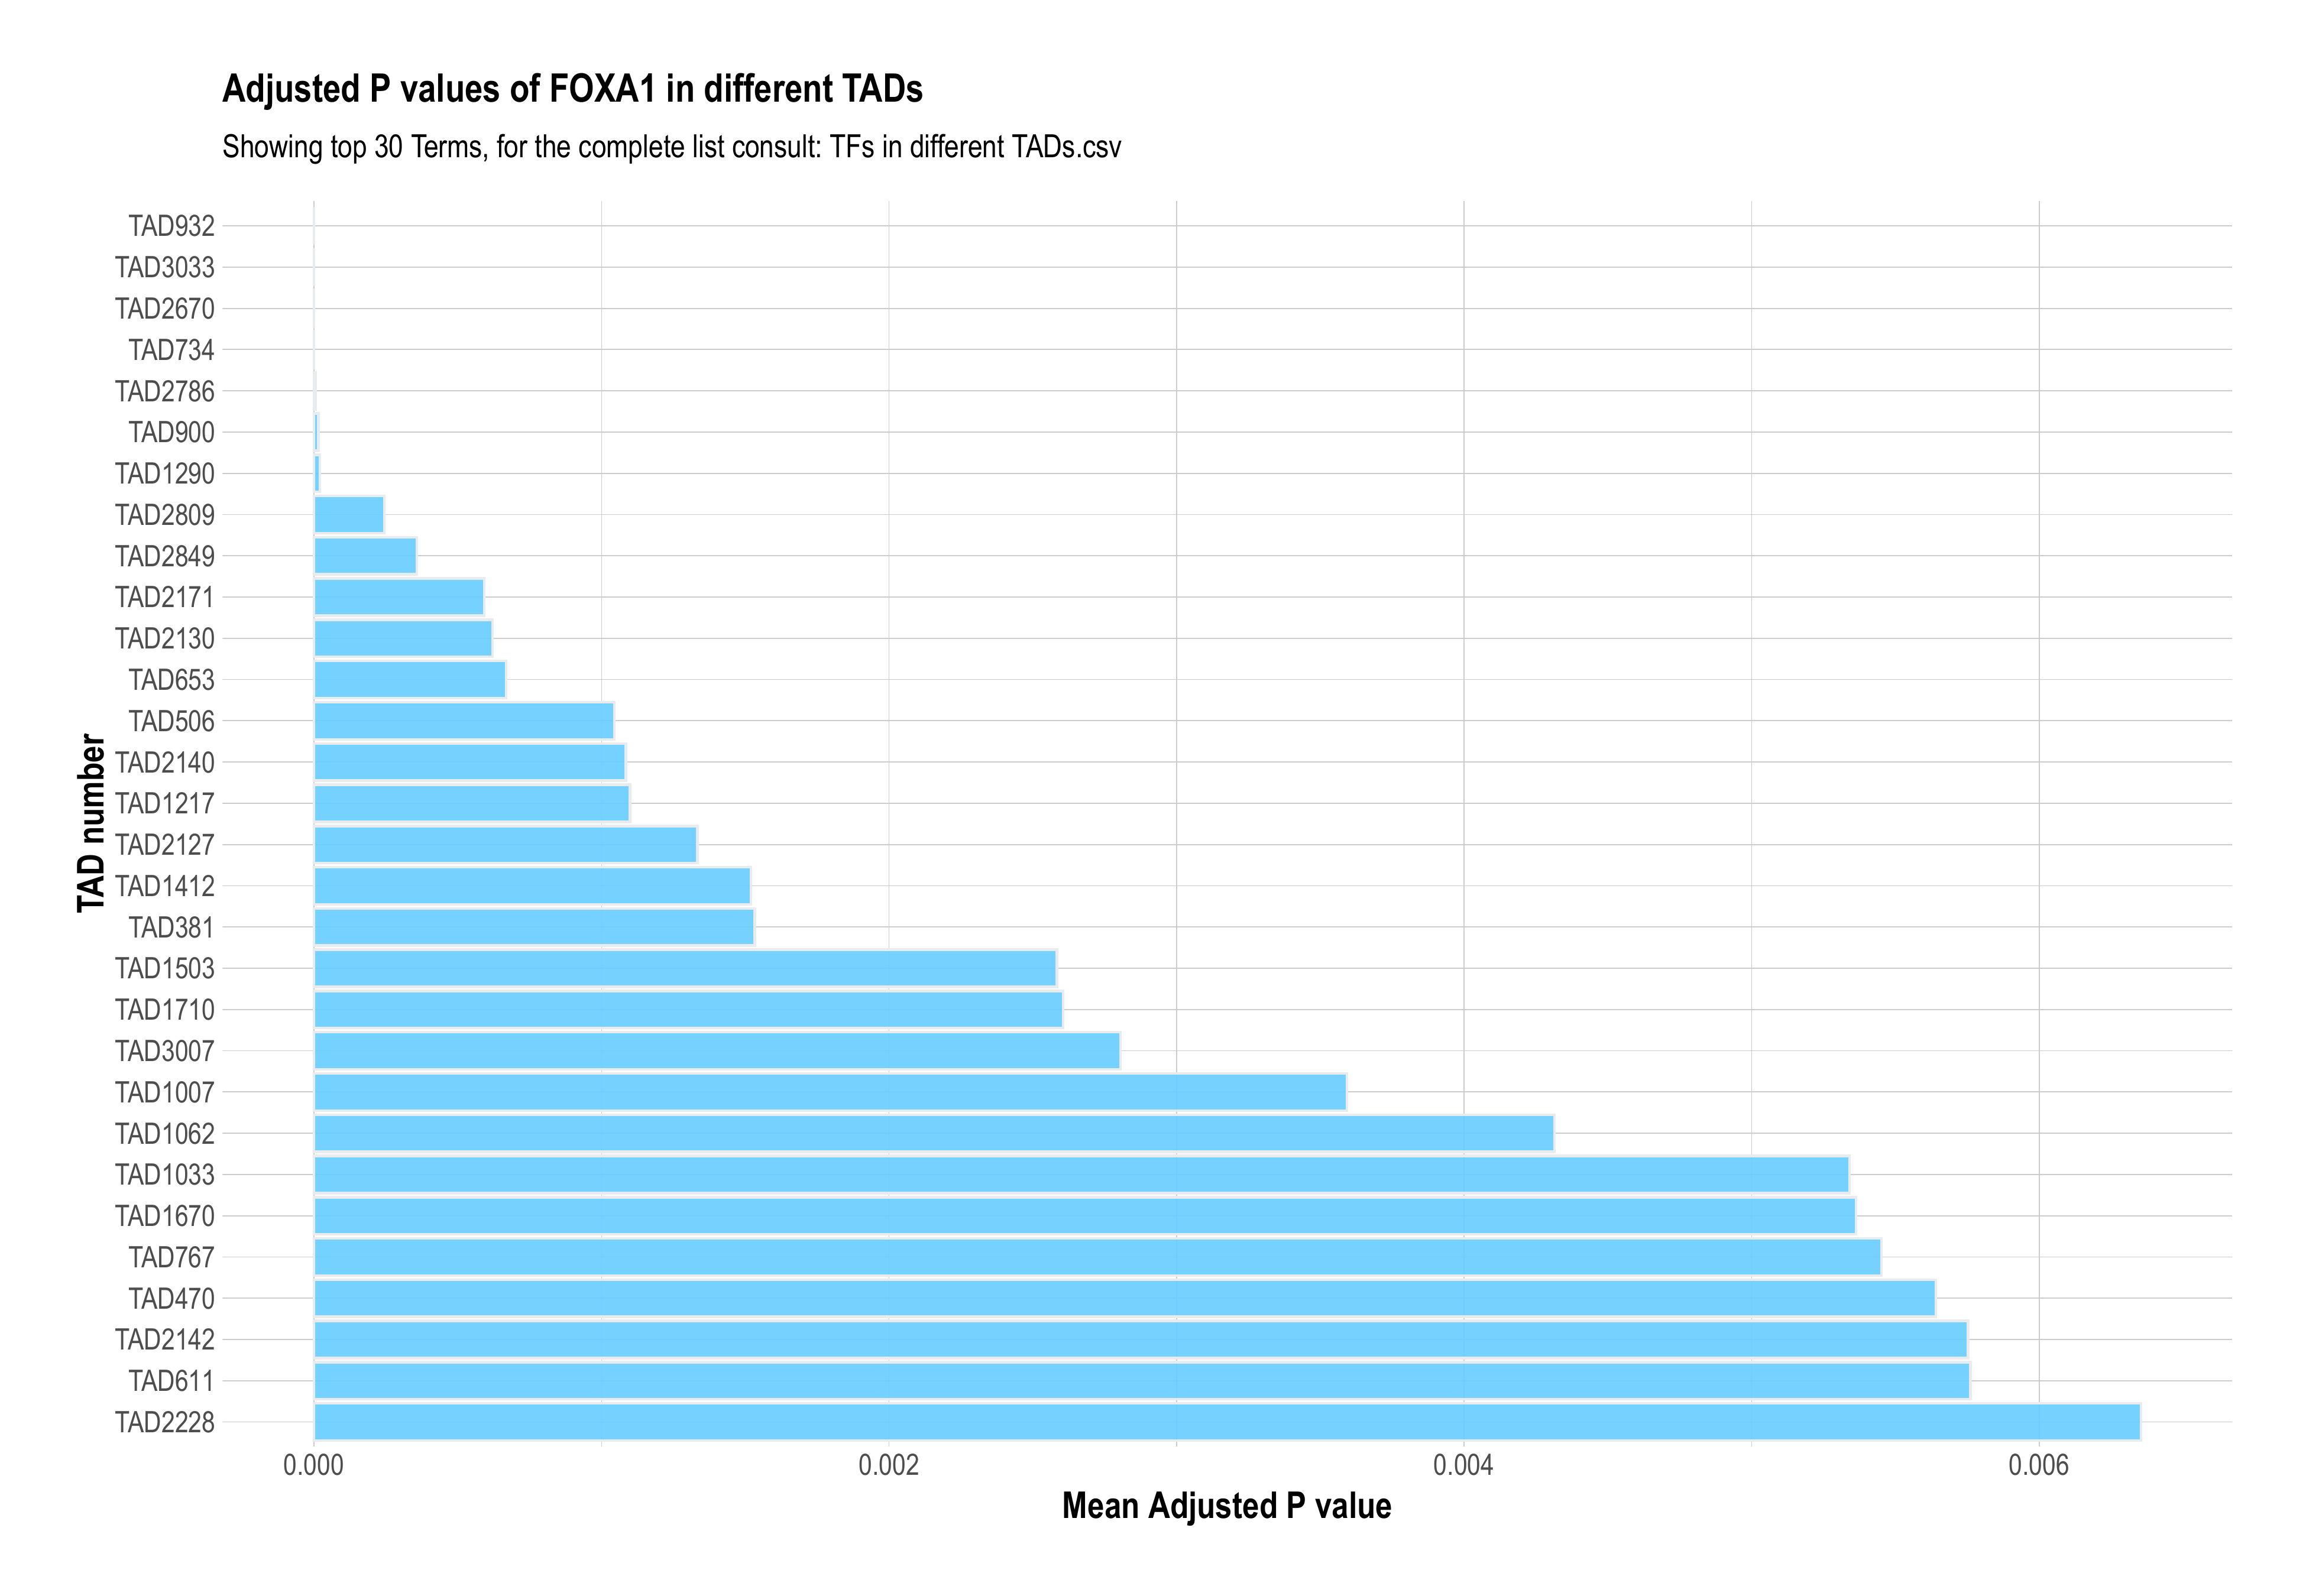 Adjusted P values of FOXA1 in different TADs
Showing top 30 Terms, for the complete list consult: TFs in different TADs.csv
TAD number
TAD932
TAD3033
TAD2670
TAD734
TAD2786
TAD900
TAD1290
TAD2809
TAD2849
TAD2171
TAD2130
TAD653
TAD506
TAD2140
TAD1217
TAD2127
TAD1412
TAD381
TAD1503
TAD1710
TAD3007
TAD1007
TAD1062
TAD1033
TAD1670
TAD767
TAD470
TAD2142
TAD611
TAD2228
0.000 0.002 0.004 0.006
Mean Adjusted P value